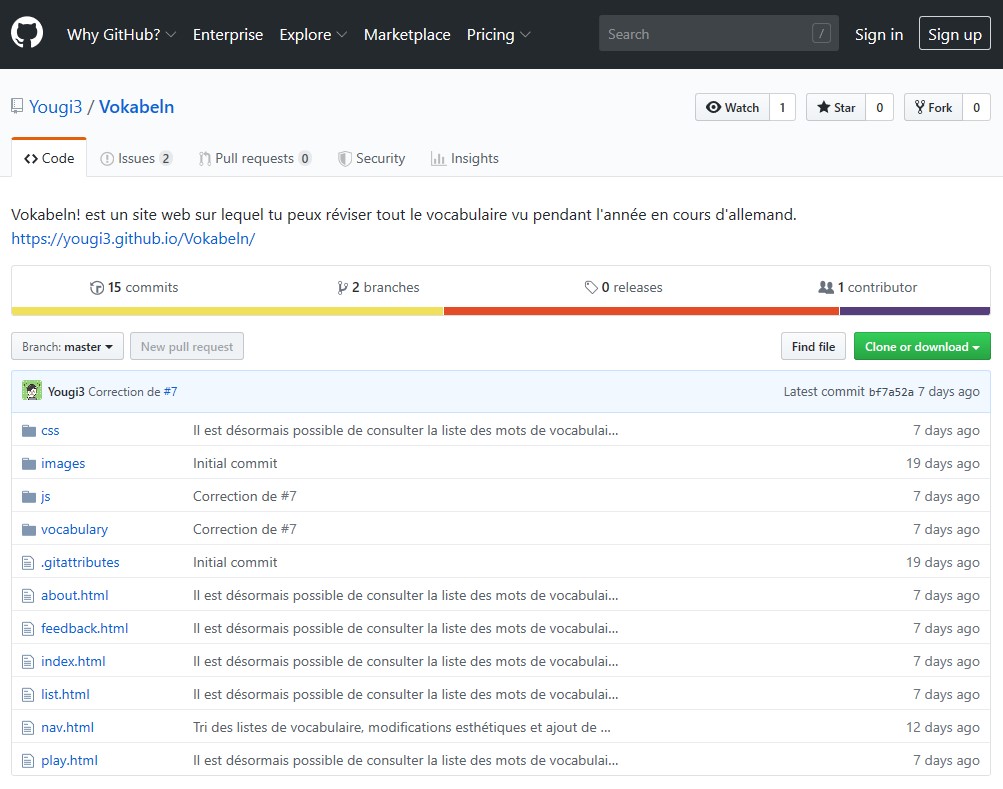 Why GitHub? Enterprise Explore Marketplace Pricing Search / Sign in Sign up
Yougi3 / Vokabeln Watch 1 Star 0 Fork 0
Code Issues 2 Pull requests 0 Security Insights
Vokabeln! est un site web sur lequel tu peux réviser tout le vocabulaire vu pendant l'année en cours d'allemand.
https://yougi3.github.io/Vokabeln/
15 commits 2 branches 0 releases 1 contributor
Branch: master New pull request Find file Clone or download
Yougi3 Correction de #7 Latest commit bf7a52a 7 days ago
css Il est désormais possible de consulter la liste des mots de vocabulai... 7 days ago
images Initial commit 19 days ago
js Correction de #7 7 days ago
vocabulary Correction de #7 7 days ago
.gitattributes Initial commit 19 days ago
about.html Il est désormais possible de consulter la liste des mots de vocabulai... 7 days ago
feedback.html Il est désormais possible de consulter la liste des mots de vocabulai... 7 days ago
index.html Il est désormais possible de consulter la liste des mots de vocabulai... 7 days ago
list.html Il est désormais possible de consulter la liste des mots de vocabulai... 7 days ago
nav.html Tri des listes de vocabulaire, modifications esthétiques et ajout de ... 12 days ago
play.html Il est désormais possible de consulter la liste des mots de vocabulai... 7 days ago